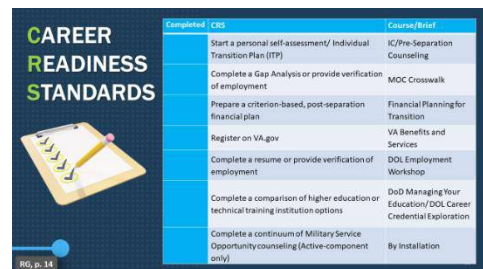 CAREER
READINESS
STANDARDS
Completed CRS Course/Brief
Start a personal self-assessment/ Individual
Transition Plan (ITP)
IC/Pre-Separation
Counseling
Complete a Gap Analysis or provide verification
of employment
MOC Crosswalk
Prepare a criterion-based, post-separation
financial plan
Financial Planning for
Transition
Register on VA.gov
VA Benefits and
Services
Complete a resume or provide verification of
employment
DOL Employment
Workshop
Complete a comparison of higher education or
technical training institution options
DoD Managing Your
Education/DOL Career
Credential Exploration
Complete a continuum of Military Service
Opportunity counseling (Active-component
only)
By Installation
RG, p. 14